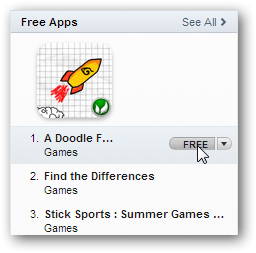 Free Apps See All >
1. A Doodle F... FREE
Games
2. Find the Differences
Games
3. Stick Sports : Summer Games ...
Games